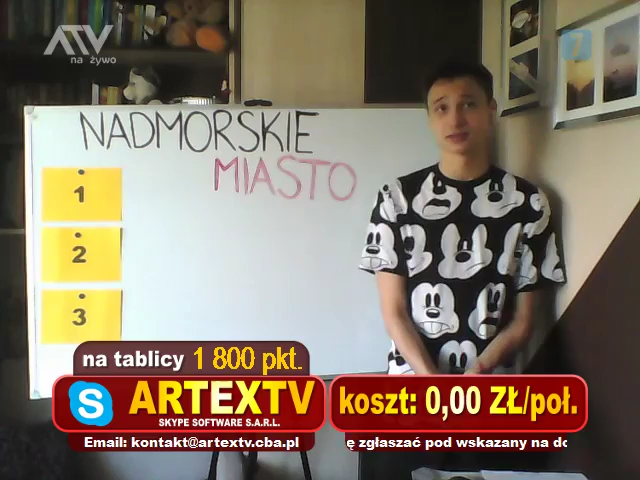 ATV
na żywo
7
NADMORSKIE
MIASTO
1
2
3
na tablicy 1 800 pkt.
S ARTEXTV
SKYPE SOFTWARE S.A.R.L.
koszt: 0,00 ZŁ/poł.
Email: kontakt@artextv.cba.pl
ę zgłaszać pod wskazany na do